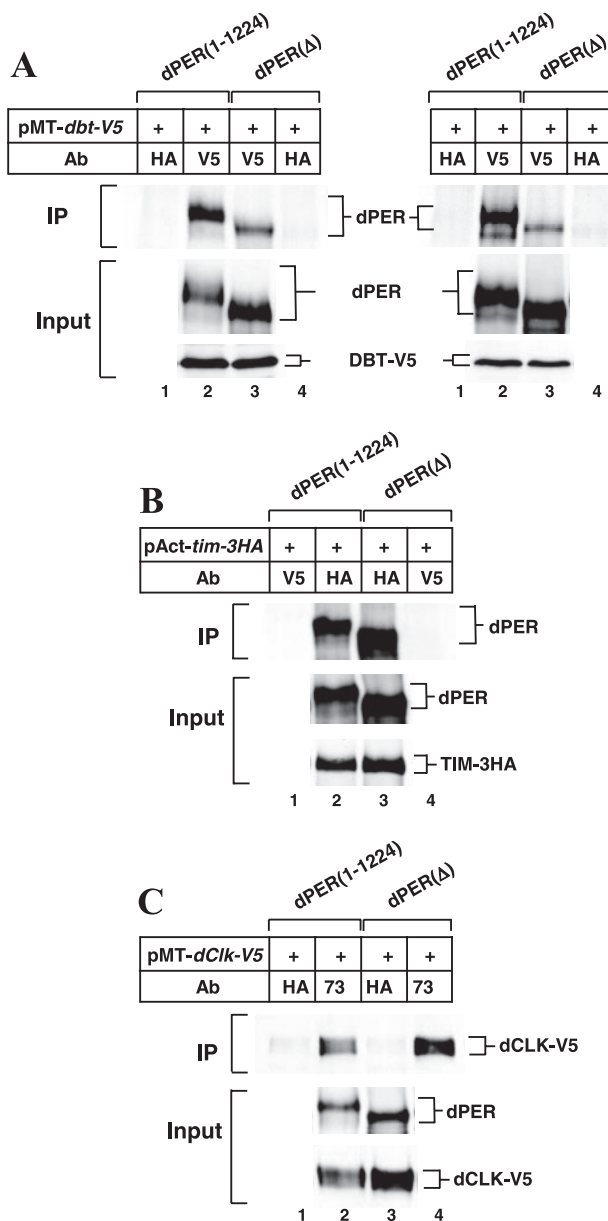 A
dPER(1-1224) dPER(Δ) dPER(1-1224) dPER(Δ)
pMT-dbt-V5 + + + + + + + +
Ab HA V5 V5 HA HA V5 V5 HA
IP dPER
Input dPER
DBT-V5
1 2 3 4 1 2 3 4
B
dPER(1-1224) dPER(Δ)
pAct-tim-3HA + + + +
Ab V5 HA HA V5
IP dPER
Input dPER
TIM-3HA
1 2 3 4
C
dPER(1-1224) dPER(Δ)
pMT-dClk-V5 + + + +
Ab HA 73 HA 73
IP dCLK-V5
Input dPER
dCLK-V5
1 2 3 4